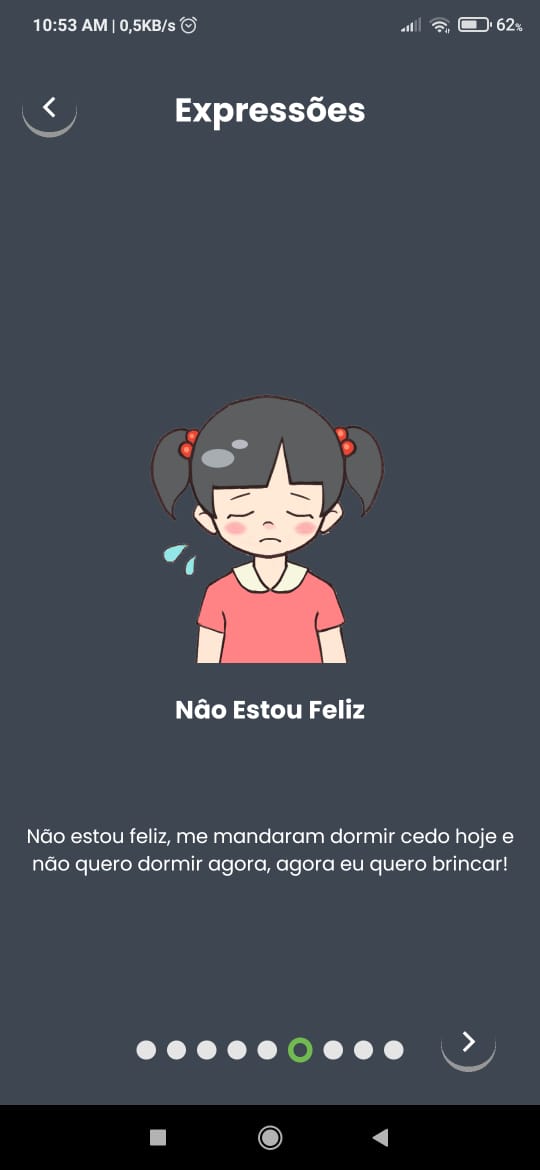 10:53 AM | 0,5KB/s
62%
Expressões
Nâo Estou Feliz
Não estou feliz, me mandaram dormir cedo hoje e
não quero dormir agora, agora eu quero brincar!